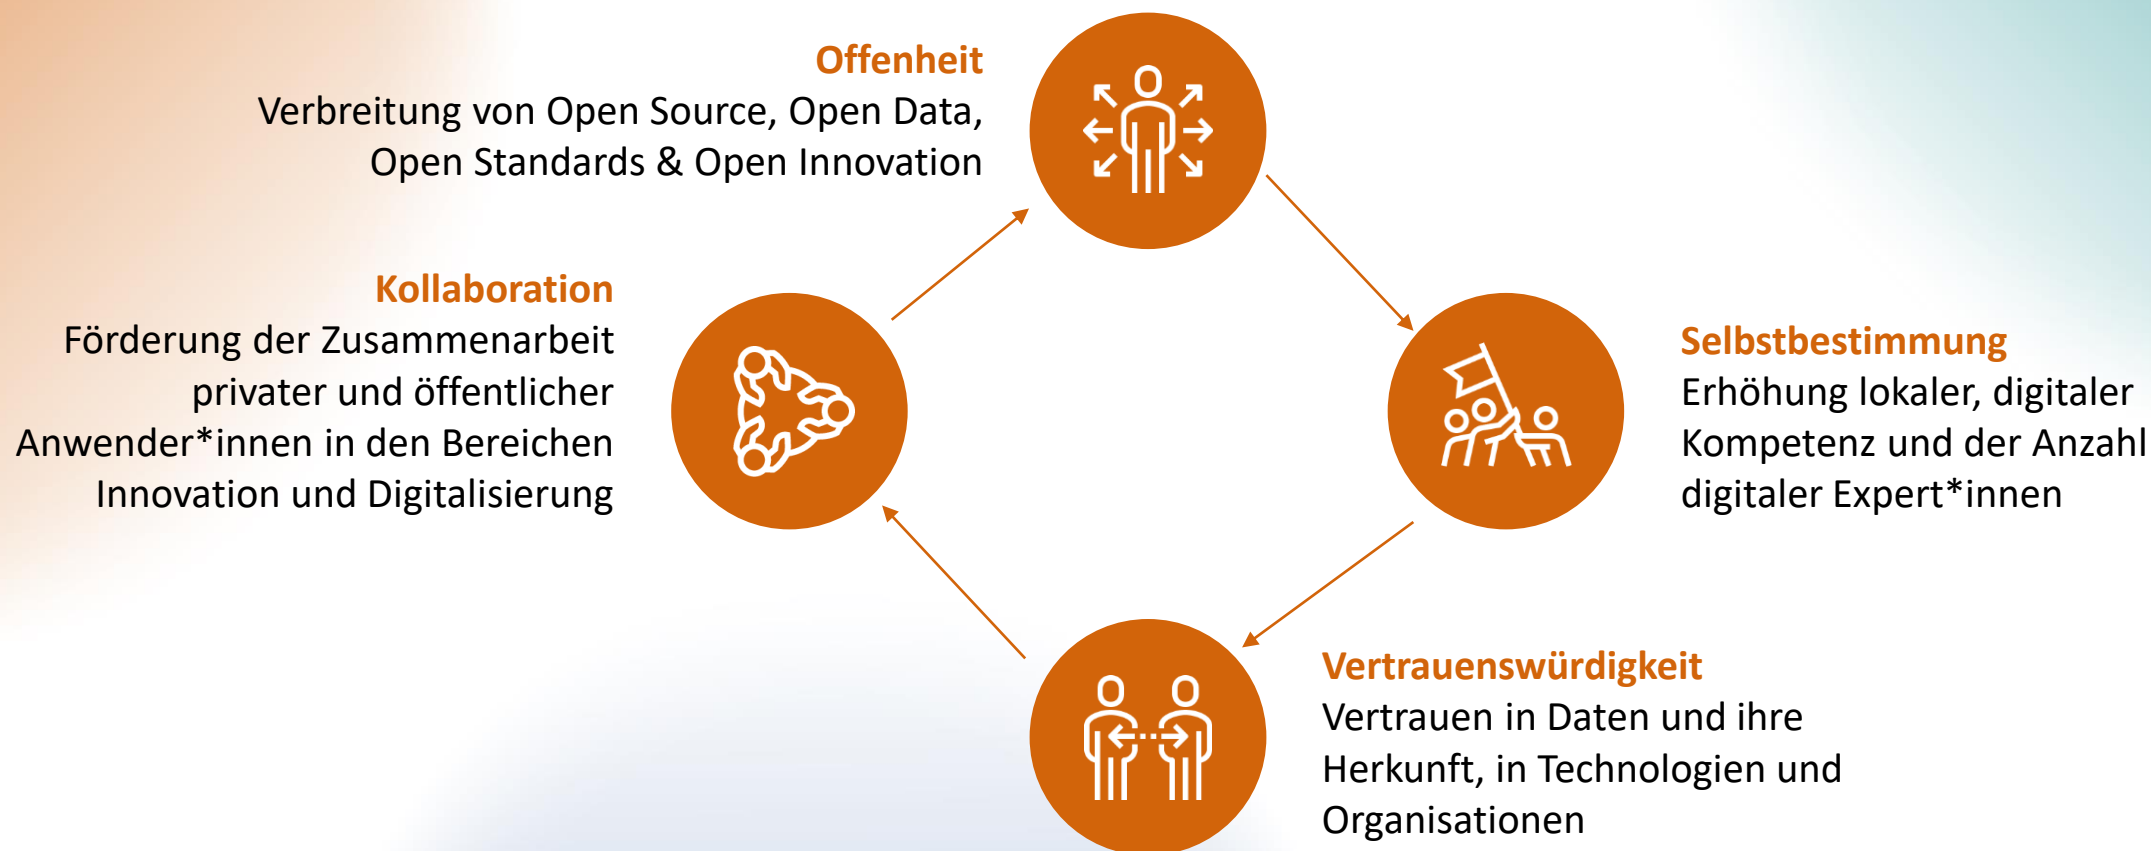 Offenheit
Verbreitung von Open Source, Open Data,
Open Standards & Open Innovation
Kollaboration
Förderung der Zusammenarbeit
privater und öffentlicher
Anwender*innen in den Bereichen
Innovation und Digitalisierung
Selbstbestimmung
Erhöhung lokaler, digitaler
Kompetenz und der Anzahl
digitaler Expert*innen
Vertrauenswürdigkeit
Vertrauen in Daten und ihre
Herkunft, in Technologien und
Organisationen